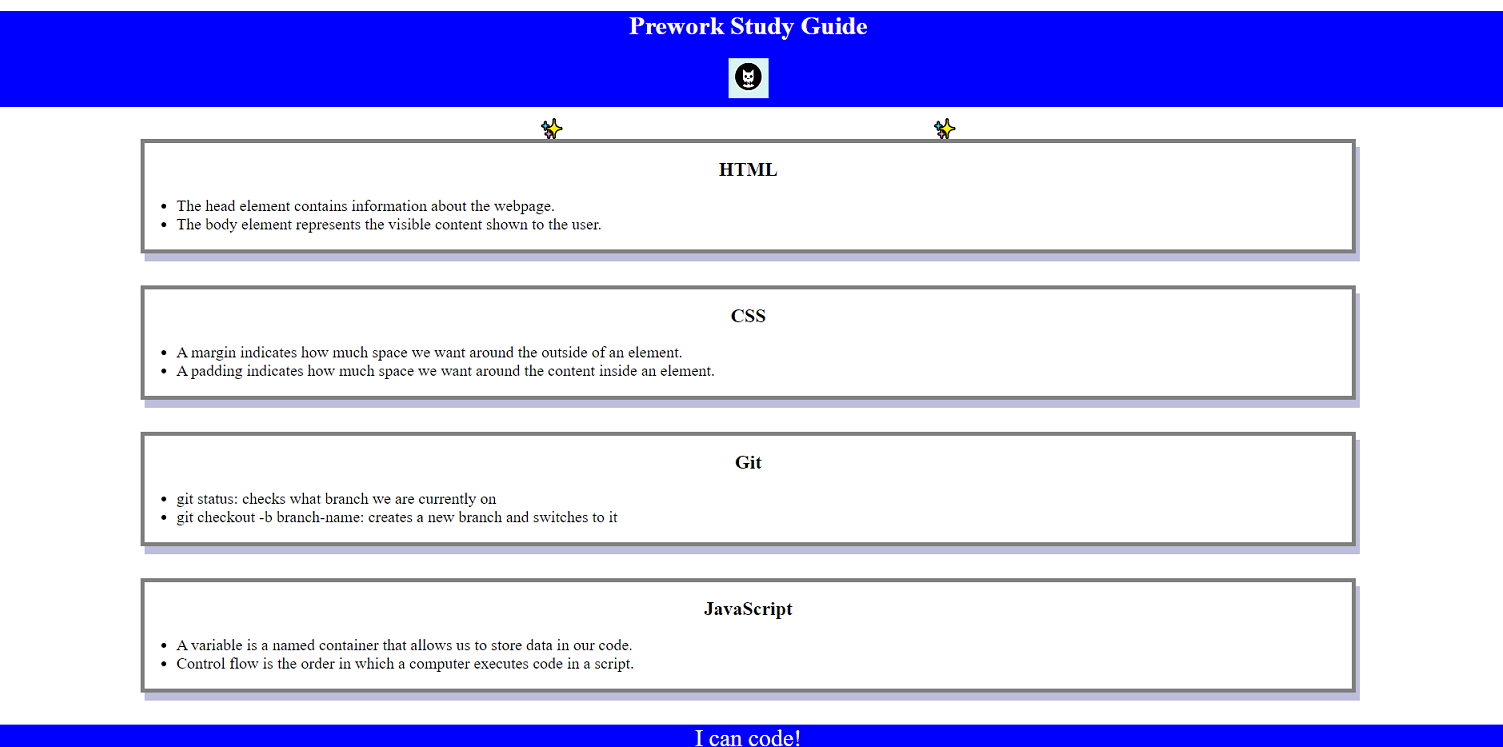 Prework Study Guide
HTML
The head element contains information about the webpage.
The body element represents the visible content shown to the user.
CSS
A margin indicates how much space we want around the outside of an element.
A padding indicates how much space we want around the content inside an element.
Git
git status: checks what branch we are currently on
git checkout -b branch-name: creates a new branch and switches to it
JavaScript
A variable is a named container that allows us to store data in our code.
Control flow is the order in which a computer executes code in a script.
I can code!